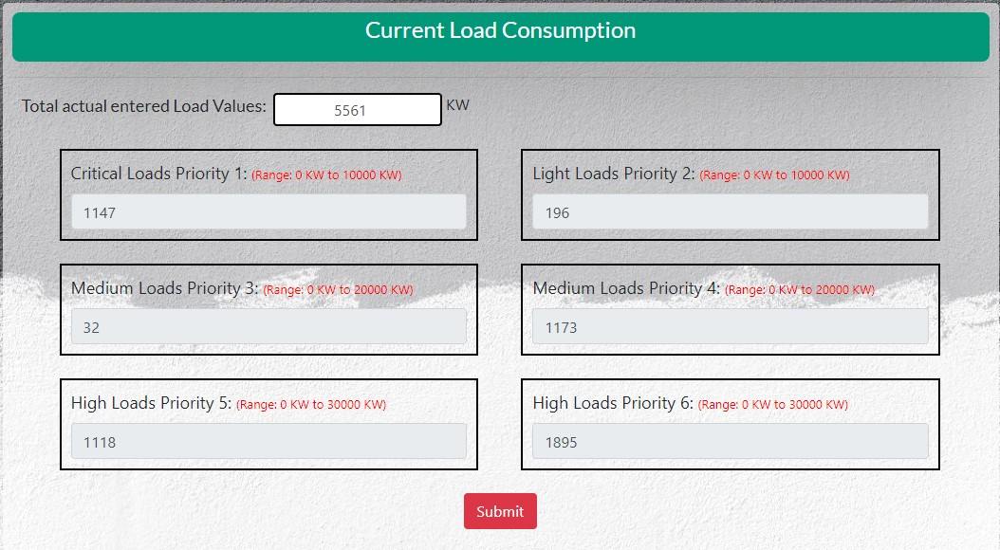 Current Load Consumption
Total actual entered Load Values: 5561 KW
Critical Loads Priority 1: (Range: 0 KW to 10000 KW)
1147
Light Loads Priority 2: (Range: 0 KW to 10000 KW)
196
Medium Loads Priority 3: (Range: 0 KW to 20000 KW)
32
Medium Loads Priority 4: (Range: 0 KW to 20000 KW)
1173
High Loads Priority 5: (Range: 0 KW to 30000 KW)
1118
High Loads Priority 6: (Range: 0 KW to 30000 KW)
1895
Submit